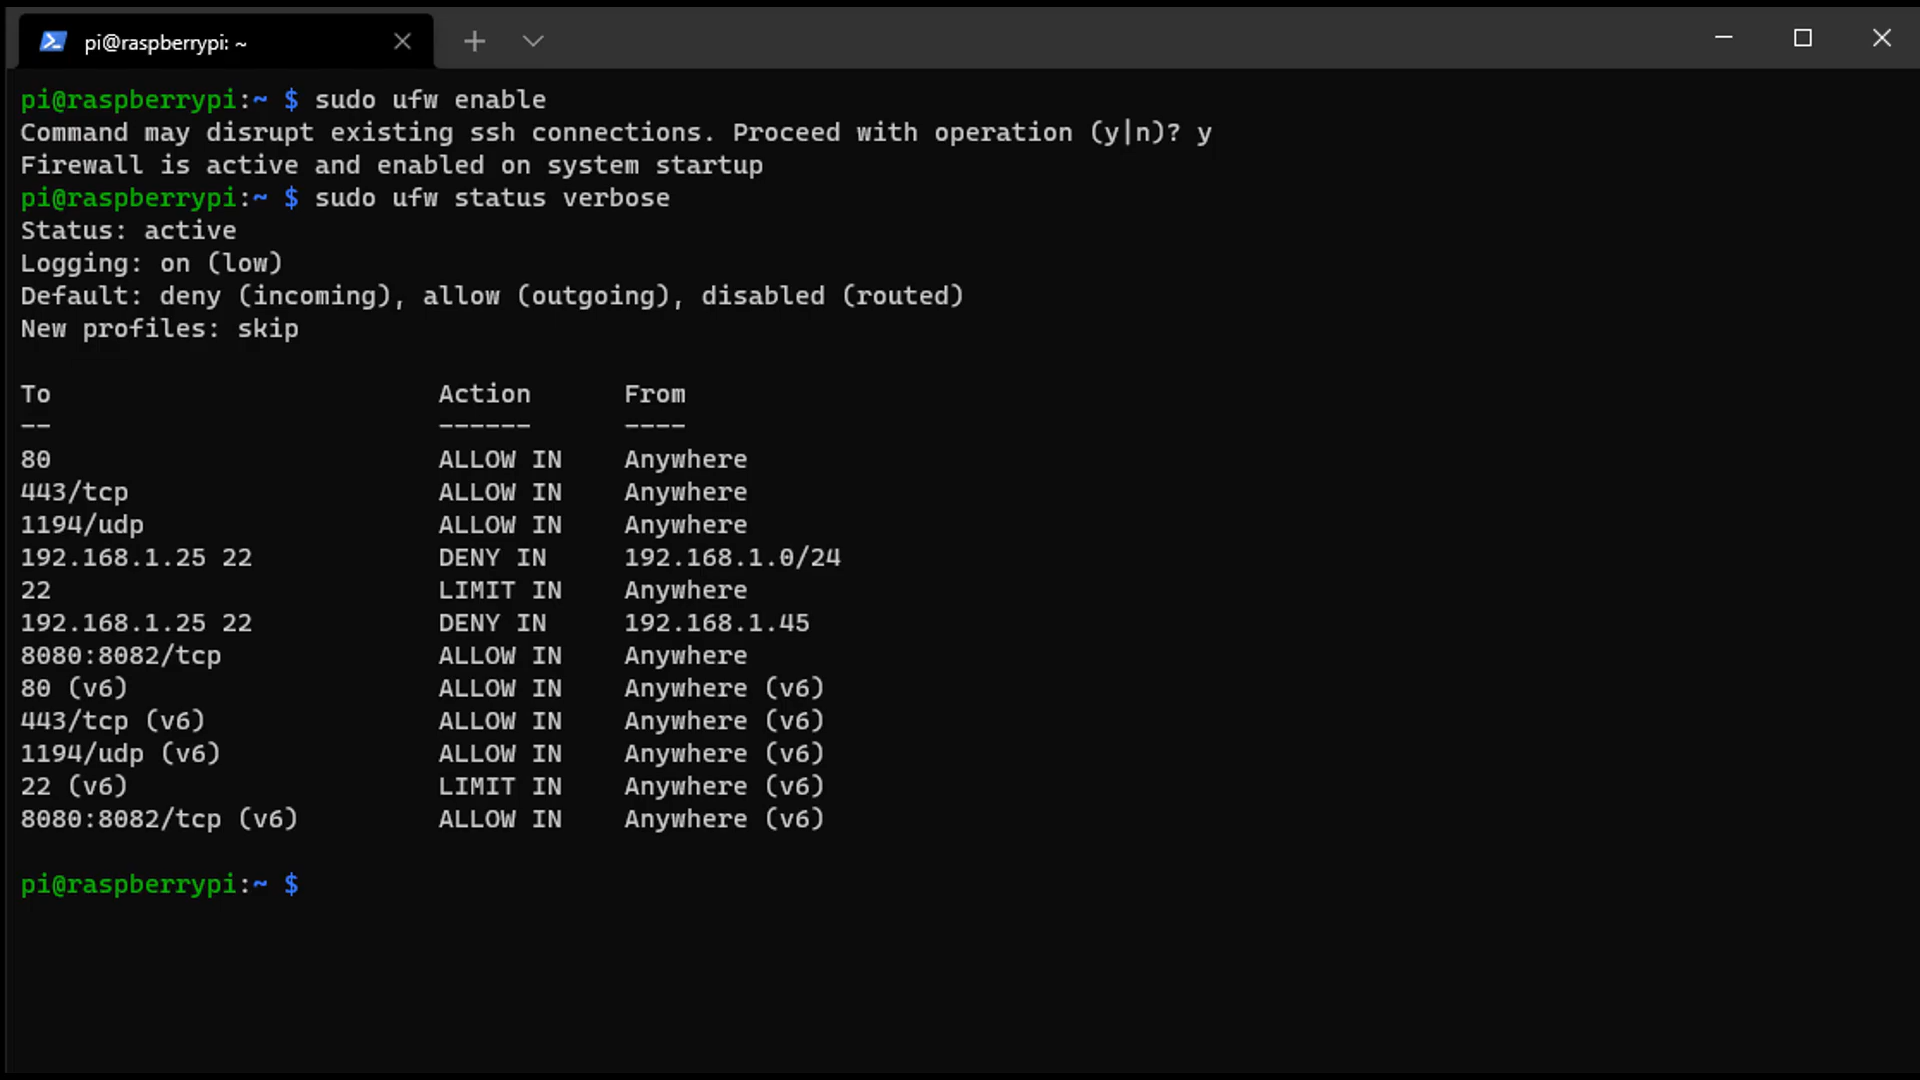 pi@raspberrypi: ~
pi@raspberrypi:~ $ sudo ufw enable
Command may disrupt existing ssh connections. Proceed with operation (y|n)? y
Firewall is active and enabled on system startup
pi@raspberrypi:~ $ sudo ufw status verbose
Status: active
Logging: on (low)
Default: deny (incoming), allow (outgoing), disabled (routed)
New profiles: skip

To                         Action      From
--                         ------      ----
80                         ALLOW IN    Anywhere
443/tcp                    ALLOW IN    Anywhere
1194/udp                   ALLOW IN    Anywhere
192.168.1.25 22            DENY IN     192.168.1.0/24
22                         LIMIT IN    Anywhere
192.168.1.25 22            DENY IN     192.168.1.45
8080:8082/tcp              ALLOW IN    Anywhere
80 (v6)                    ALLOW IN    Anywhere (v6)
443/tcp (v6)               ALLOW IN    Anywhere (v6)
1194/udp (v6)              ALLOW IN    Anywhere (v6)
22 (v6)                    LIMIT IN    Anywhere (v6)
8080:8082/tcp (v6)         ALLOW IN    Anywhere (v6)

pi@raspberrypi:~ $